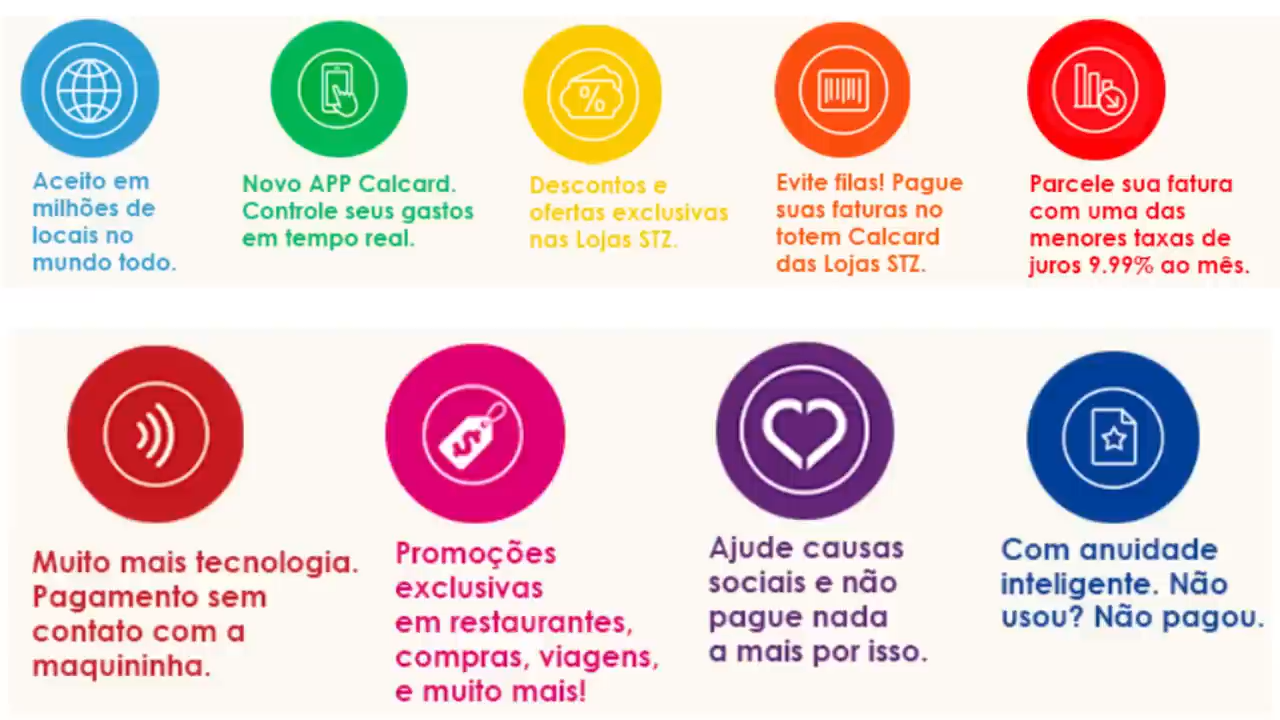 Aceito em
milhões de
locais no
mundo todo.
Novo APP Calcard.
Controle seus gastos
em tempo real.
Descontos e
ofertas exclusivas
nas Lojas STZ.
Evite filas! Pague
suas faturas no
totem Calcard
das Lojas STZ.
Parcele sua fatura
com uma das
menores taxas de
juros 9.99% ao mês.
Muito mais tecnologia.
Pagamento sem
contato com a
maquininha.
Promoções
exclusivas
em restaurantes,
compras, viagens,
e muito mais!
Ajude causas
sociais e não
pague nada
a mais por isso.
Com anuidade
inteligente. Não
usou? Não pagou.